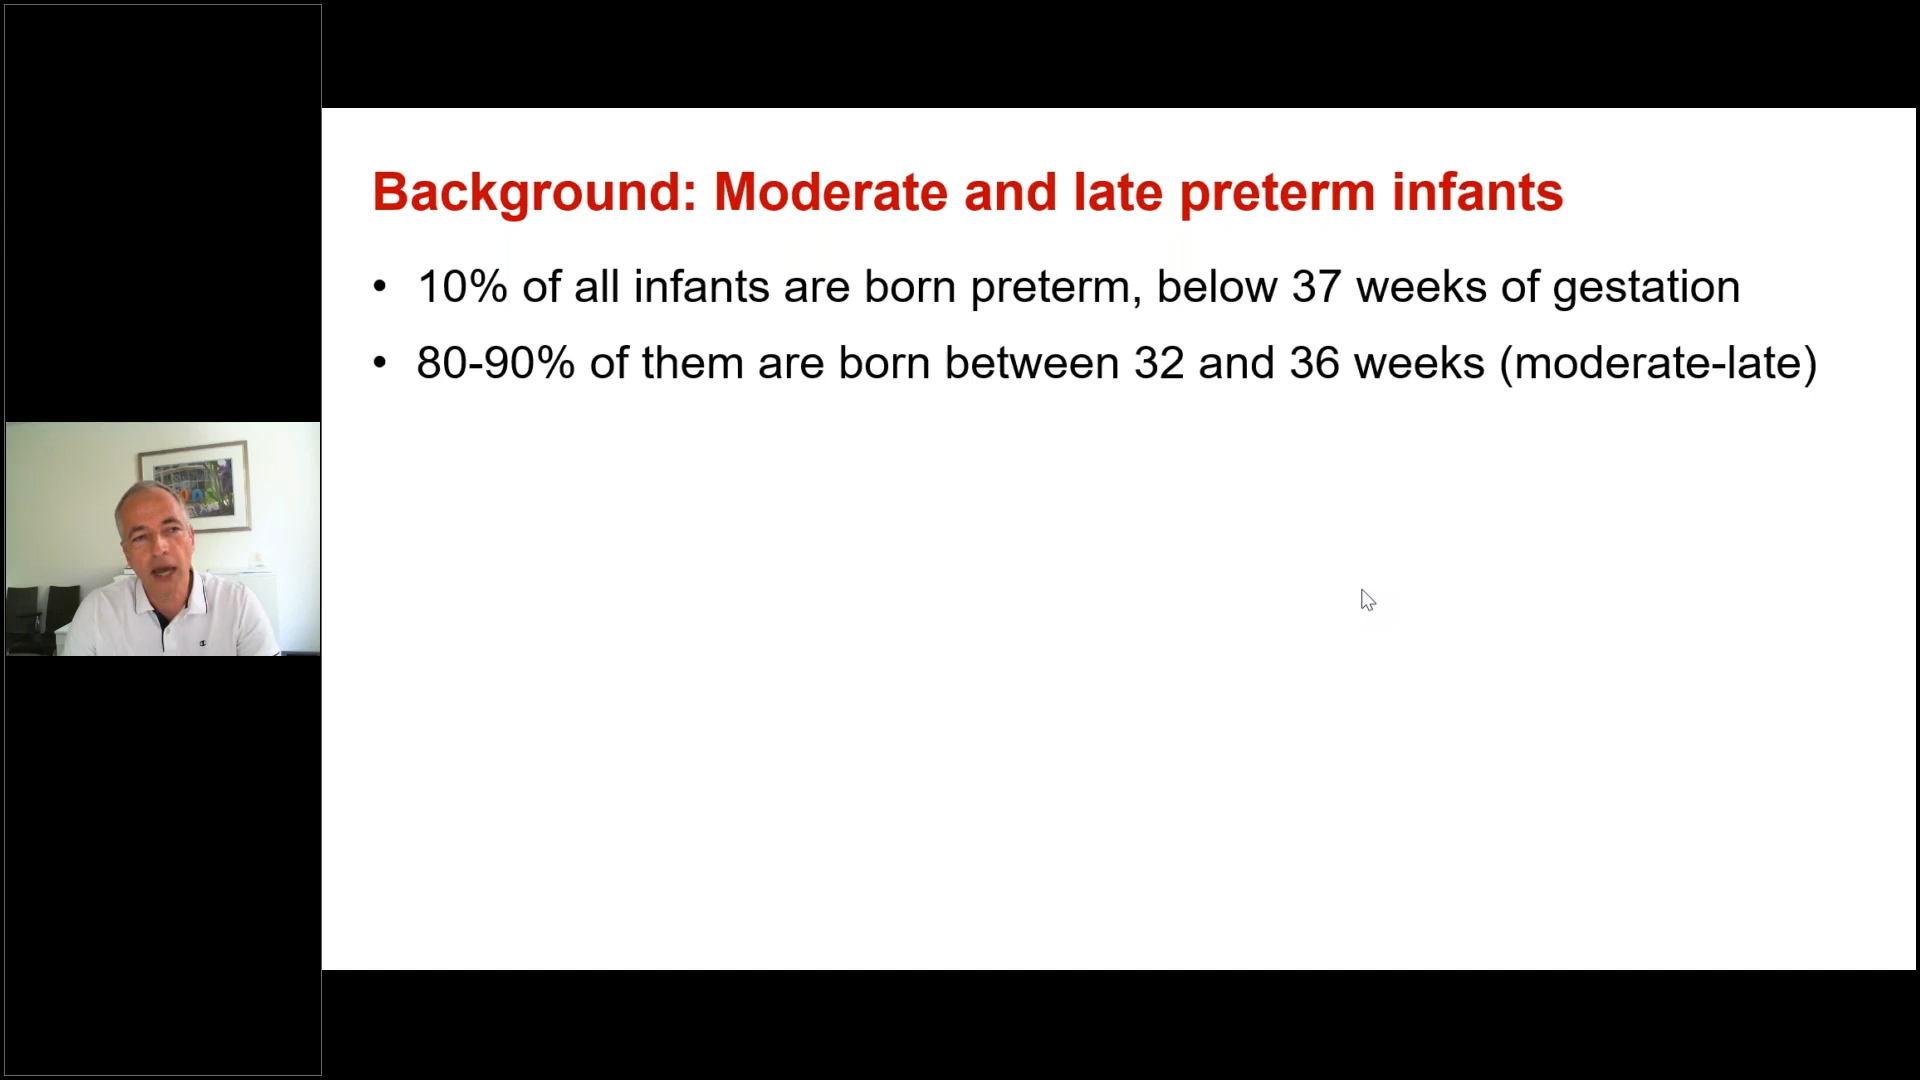 Background: Moderate and late preterm infants
• 10% of all infants are born preterm, below 37 weeks of gestation
• 80-90% of them are born between 32 and 36 weeks (moderate-late)